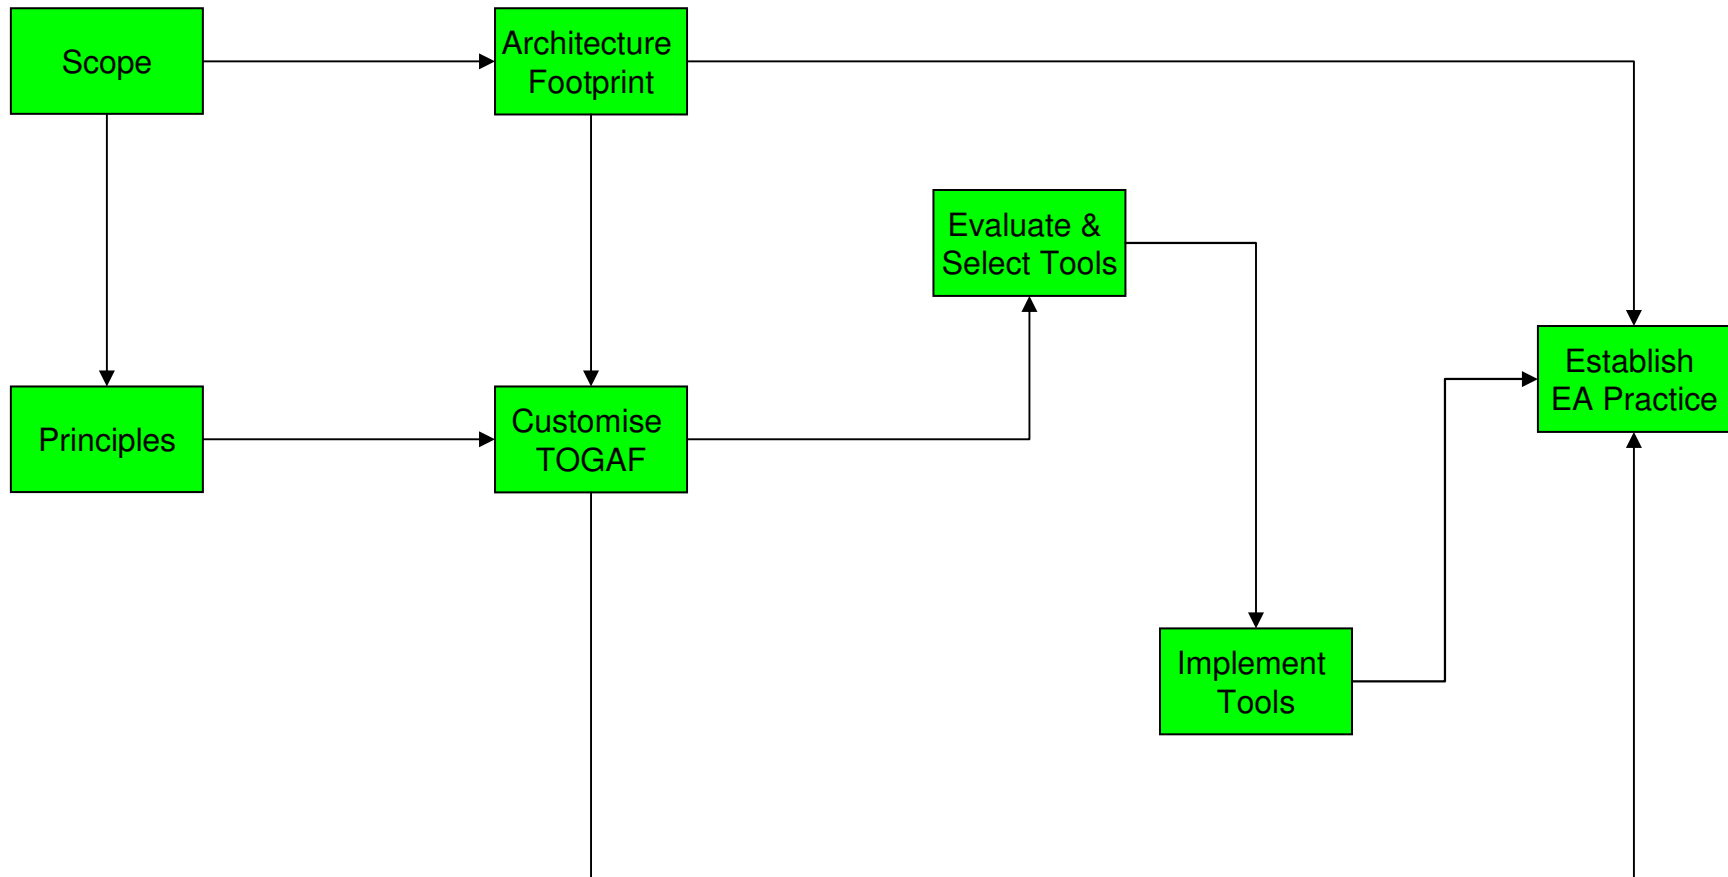 Scope
Architecture
Footprint
Evaluate &
Select Tools
Establish
EA Practice
Principles
Customise
TOGAF
Implement
Tools